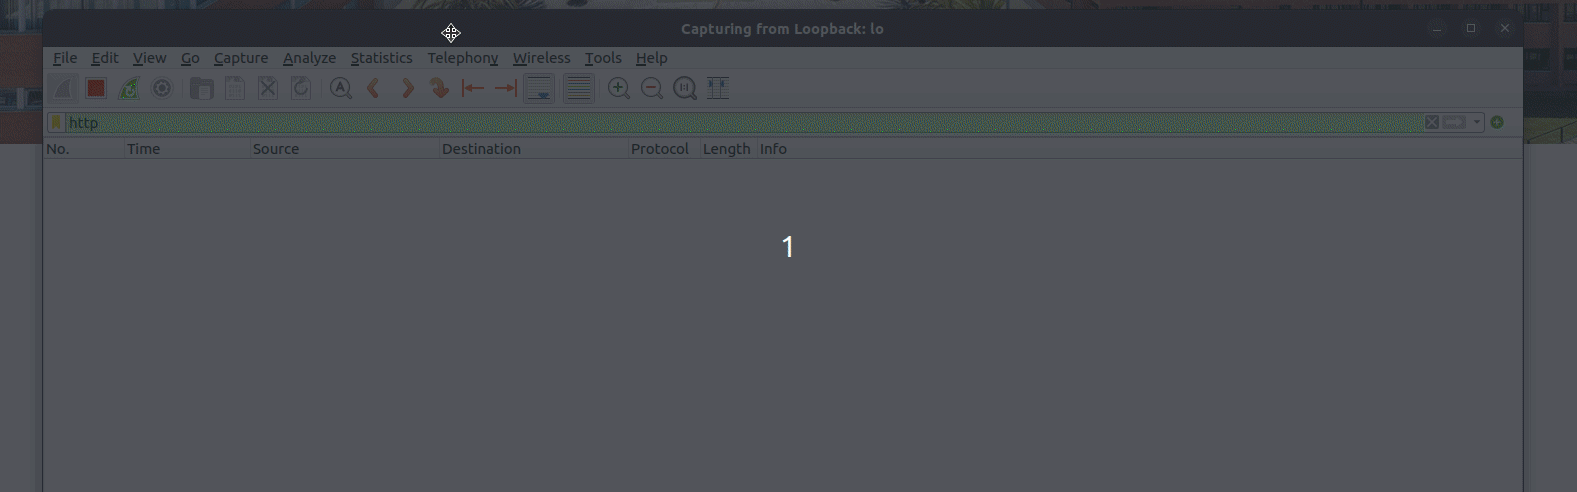 Capturing from Loopback: lo
File Edit View Go Capture Analyze Statistics Telephony Wireless Tools Help
http
No. Time Source Destination Protocol Length Info
1